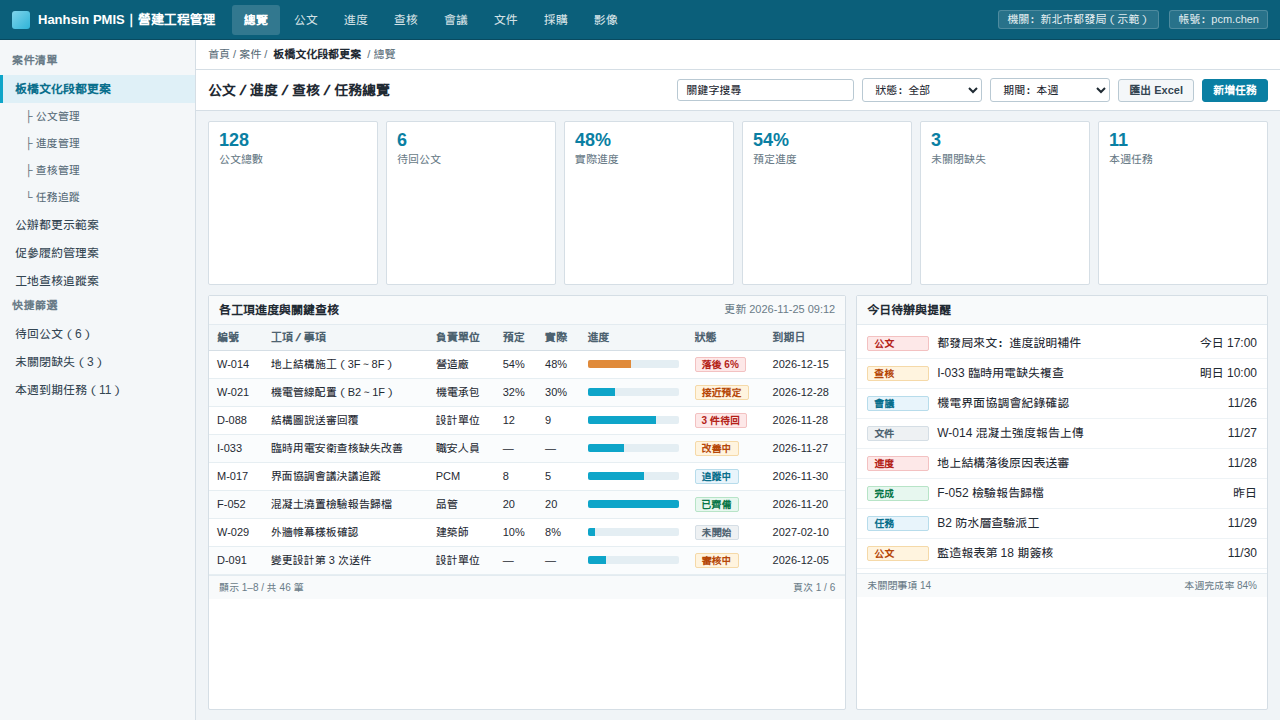 Hanhsin PMIS｜營建工程管理 總覽 公文 進度 查核 會議 文件 採購 影像 機關：新北市都發局（示範） 帳號：pcm.chen
案件清單
板橋文化段都更案
├ 公文管理
├ 進度管理
├ 查核管理
└ 任務追蹤
公辦都更示範案
促參履約管理案
工地查核追蹤案
快捷篩選
待回公文（6）
未關閉缺失（3）
本週到期任務（11）
首頁 / 案件 / 板橋文化段都更案 / 總覽
公文 / 進度 / 查核 / 任務總覽 關鍵字搜尋 狀態：全部 期間：本週 匯出 Excel 新增任務
128
公文總數
6
待回公文
48%
實際進度
54%
預定進度
3
未關閉缺失
11
本週任務
各工項進度與關鍵查核 更新 2026-11-25 09:12
編號 工項 / 事項 負責單位 預定 實際 進度 狀態 到期日
W-014 地上結構施工（3F ~ 8F） 營造廠 54% 48% 落後 6% 2026-12-15
W-021 機電管線配置（B2 ~ 1F） 機電承包 32% 30% 接近預定 2026-12-28
D-088 結構圖說送審回覆 設計單位 12 9 3 件待回 2026-11-28
I-033 臨時用電安衛查核缺失改善 職安人員 — — 改善中 2026-11-27
M-017 界面協調會議決議追蹤 PCM 8 5 追蹤中 2026-11-30
F-052 混凝土澆置檢驗報告歸檔 品管 20 20 已齊備 2026-11-20
W-029 外牆帷幕樣板確認 建築師 10% 8% 未開始 2027-02-10
D-091 變更設計第 3 次送件 設計單位 — — 審核中 2026-12-05
顯示 1–8 / 共 46 筆 頁次 1 / 6
今日待辦與提醒
公文 都發局來文：進度說明補件 今日 17:00
查核 I-033 臨時用電缺失複查 明日 10:00
會議 機電界面協調會紀錄確認 11/26
文件 W-014 混凝土強度報告上傳 11/27
進度 地上結構落後原因表送審 11/28
完成 F-052 檢驗報告歸檔 昨日
任務 B2 防水層查驗派工 11/29
公文 監造報表第 18 期簽核 11/30
未關閉事項 14 本週完成率 84%